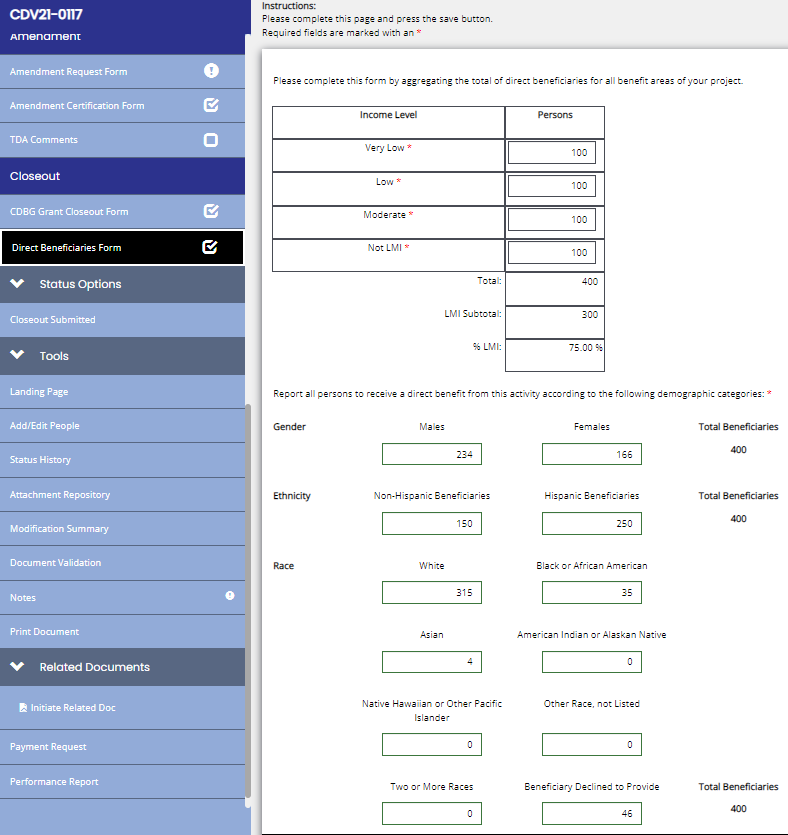 CDV21-0117
Amendment
Amendment Request Form
Amendment Certification Form
TDA Comments
Closeout
CDBG Grant Closeout Form
Direct Beneficiaries Form
Status Options
Closeout Submitted
Tools
Landing Page
Add/Edit People
Status History
Attachment Repository
Modification Summary
Document Validation
Notes
Print Document
Related Documents
Initiate Related Doc
Payment Request
Performance Report
Instructions:
Please complete this page and press the save button.
Required fields are marked with an *
Please complete this form by aggregating the total of direct beneficiaries for all benefit areas of your project.
Income Level Persons
Very Low * 100
Low * 100
Moderate * 100
Not LMI * 100
Total: 400
LMI Subtotal: 300
% LMI: 75.00 %
Report all persons to receive a direct benefit from this activity according to the following demographic categories: *
Gender Males Females Total Beneficiaries
234 166 400
Ethnicity Non-Hispanic Beneficiaries Hispanic Beneficiaries Total Beneficiaries
150 250 400
Race White Black or African American
315 35
Asian American Indian or Alaskan Native
4 0
Native Hawaiian or Other Pacific Other Race, not Listed
Islander
0 0
Two or More Races Beneficiary Declined to Provide Total Beneficiaries
0 46 400